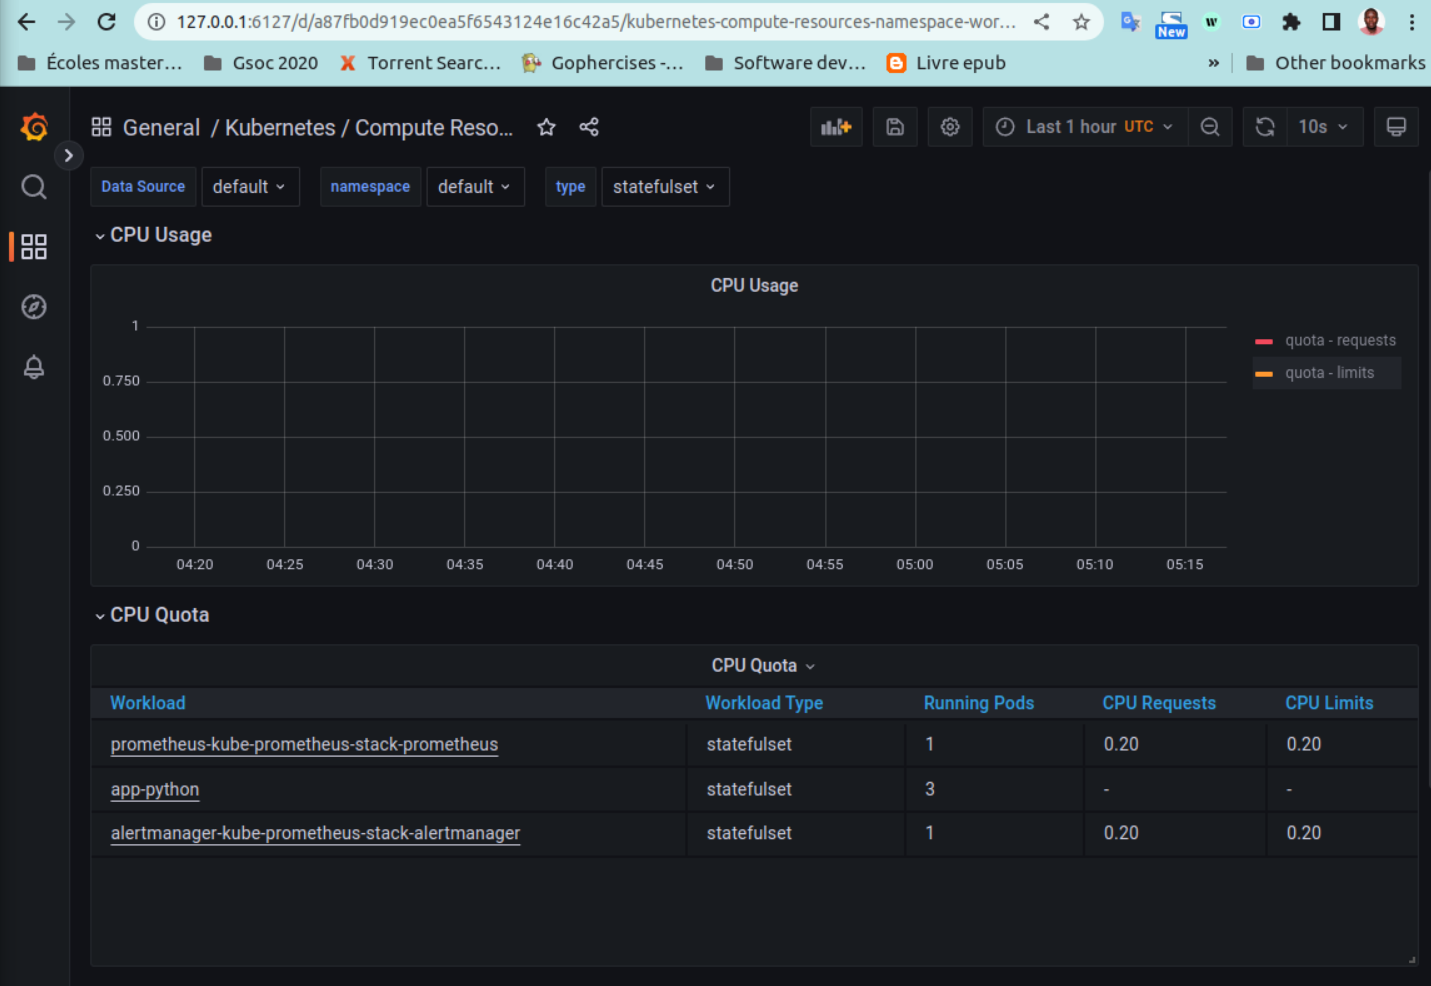 127.0.0.1:6127/d/a87fb0d919ec0ea5f6543124e16c42a5/kubernetes-compute-resources-namespace-wor...
New
Écoles master... Gsoc 2020 Torrent Searc... Gophercises -... Software dev... Livre epub » Other bookmarks
General / Kubernetes / Compute Reso... Last 1 hour UTC 10s
Data Source default namespace default type statefulset
CPU Usage
CPU Usage
1
0.750
0.500
0.250
0
04:20 04:25 04:30 04:35 04:40 04:45 04:50 04:55 05:00 05:05 05:10 05:15
quota - requests
quota - limits
CPU Quota
CPU Quota
Workload Workload Type Running Pods CPU Requests CPU Limits
prometheus-kube-prometheus-stack-prometheus statefulset 1 0.20 0.20
app-python statefulset 3 - -
alertmanager-kube-prometheus-stack-alertmanager statefulset 1 0.20 0.20